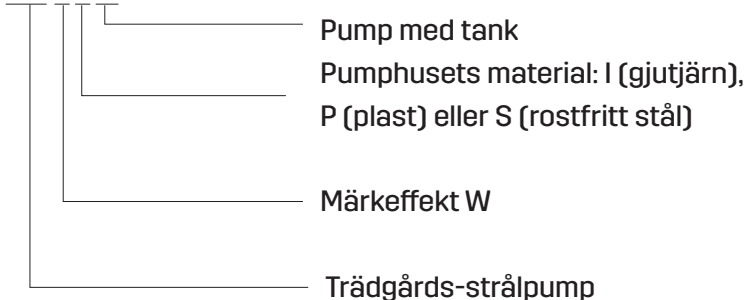 Pump med tank
Pumphusets material: I (gjutjärn),
P (plast) eller S (rostfritt stål)
Märkeffekt W
Trädgårds-strålpump